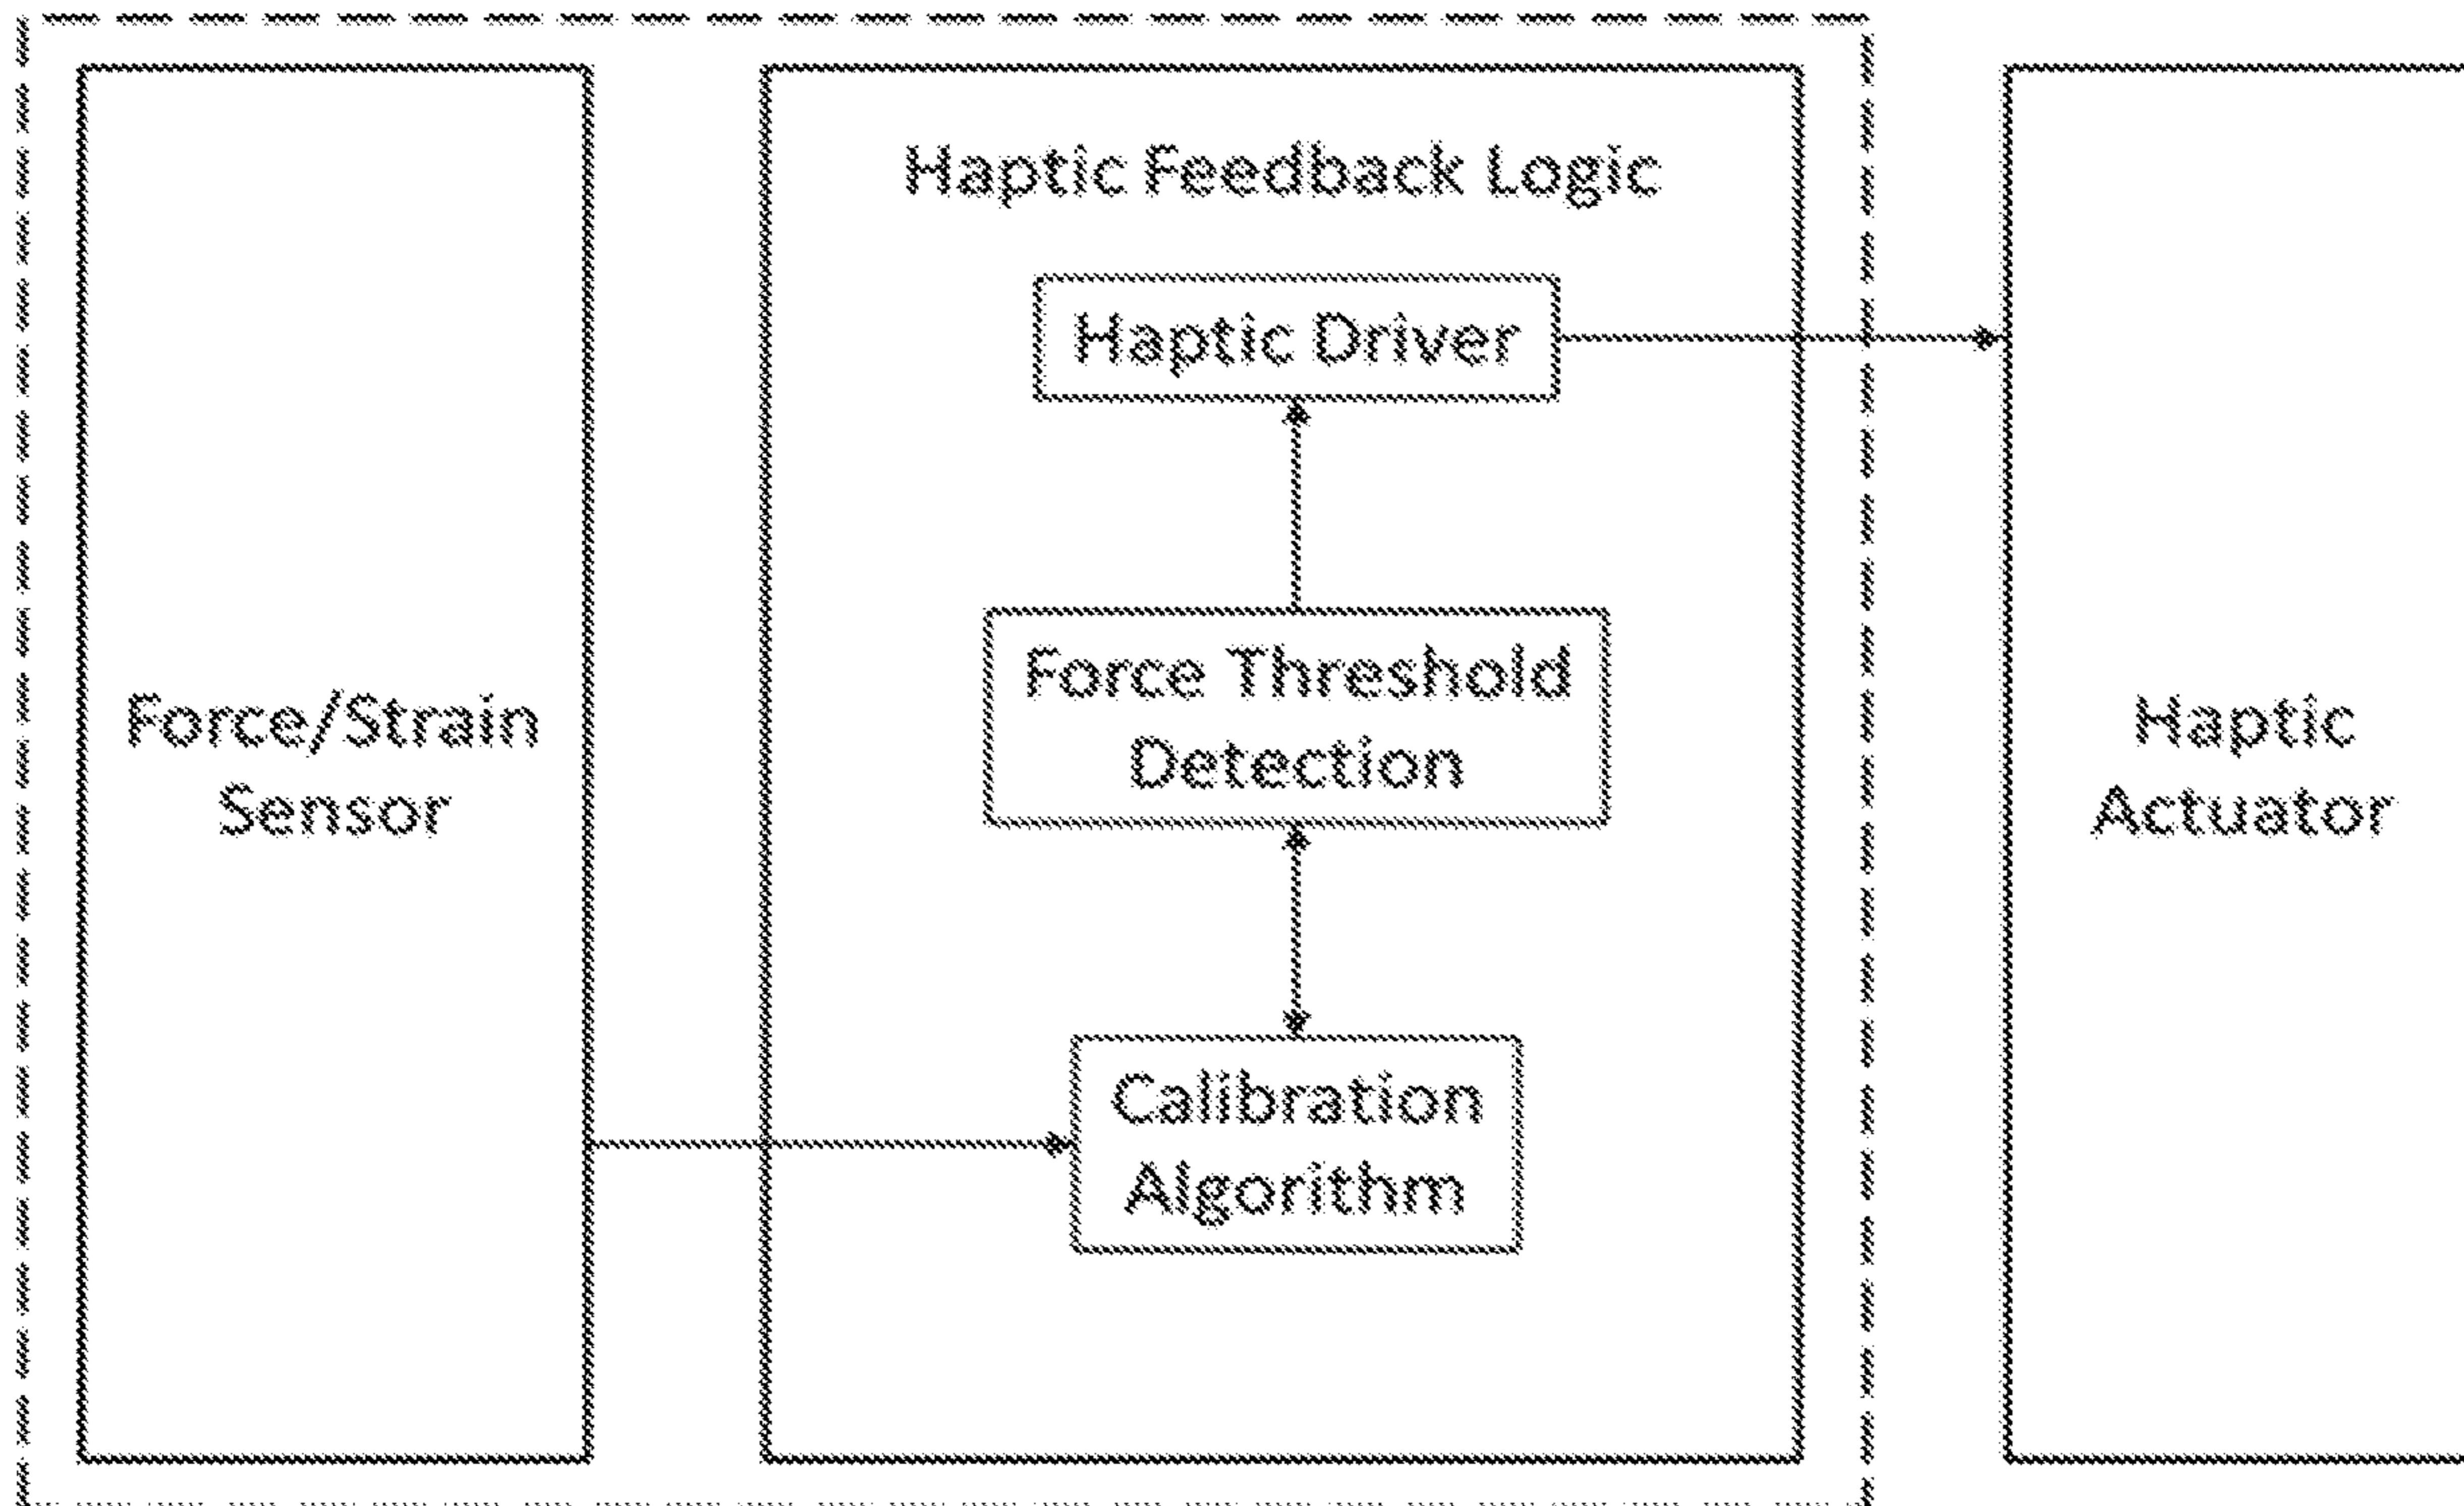 Haptic Feedback Logic
Haptic Driver
Force Threshold
Detection
Force/Strain
Sensor
Calibration
Algorithm
Haptic
Actuator